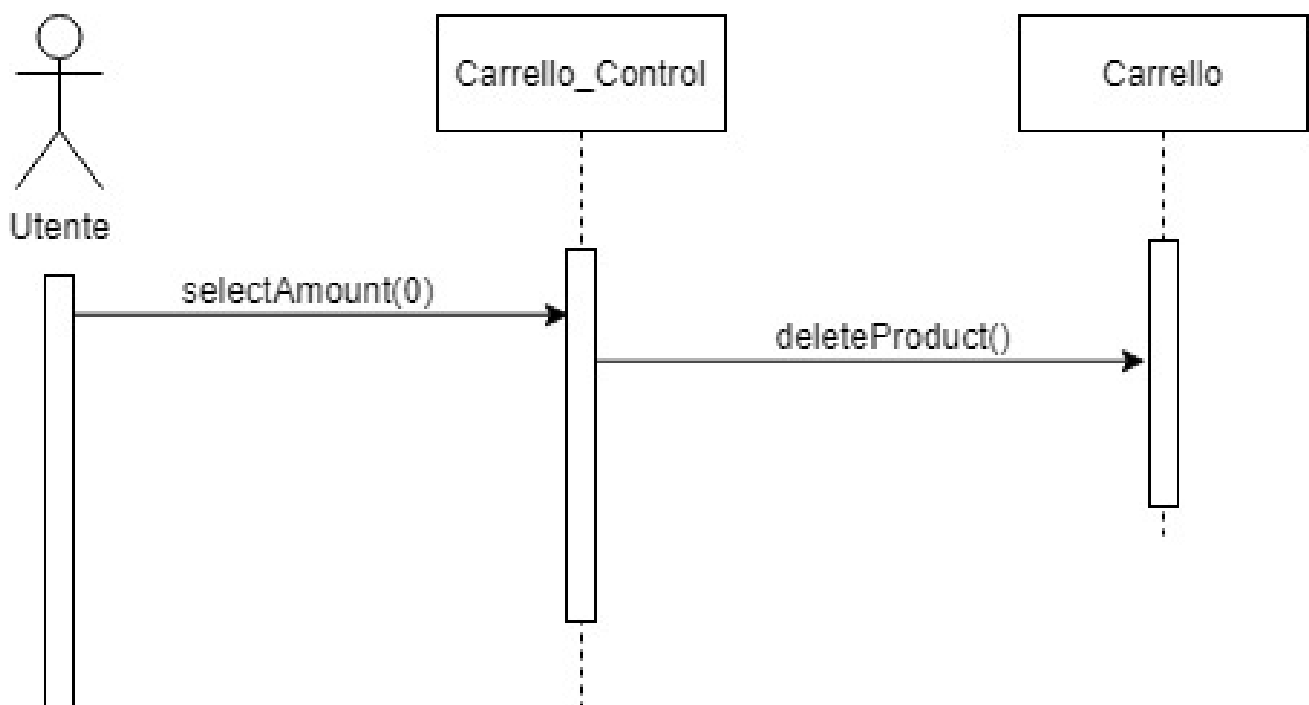 Carrello_Control
Carrello
Utente
selectAmount(0)
deleteProduct()